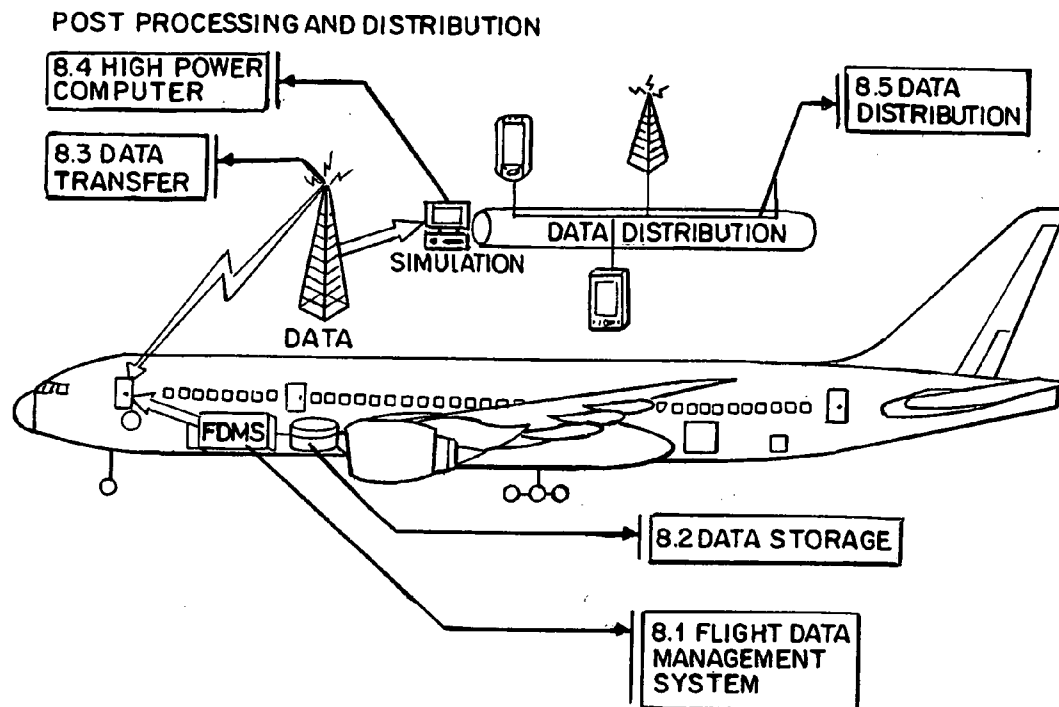 POST PROCESSING AND DISTRIBUTION
8.4 HIGH POWER
COMPUTER
8.5 DATA
DISTRIBUTION
8.3 DATA
TRANSFER
DATA DISTRIBUTION
SIMULATION
DATA
FDMS
8.2 DATA STORAGE
8.1 FLIGHT DATA
MANAGEMENT
SYSTEM